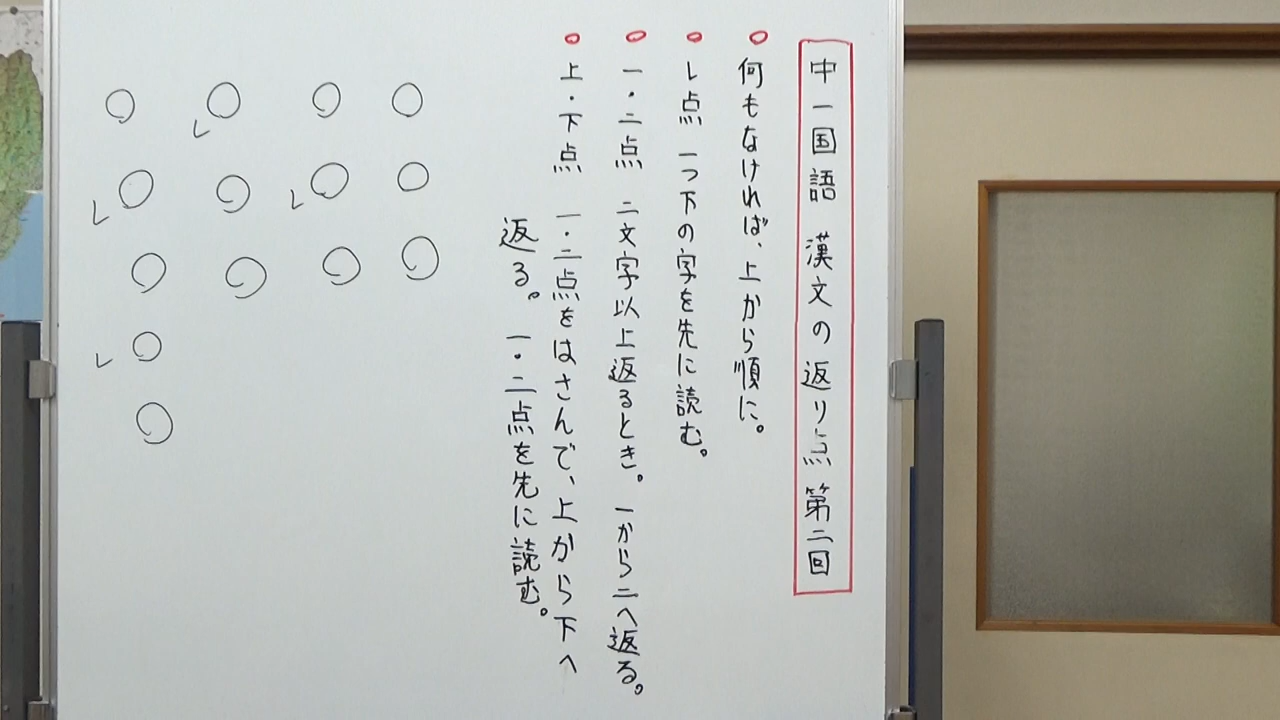 中一国語 漢文の返り点 第二回
何もなければ、上から順に。
レ点 一つ下の字を先に読む。
一・二点 二文字以上返るとき。一から二へ返る。
上・下点 一・二点をはさんで、上から下へ
返る。一・二点を先に読む。
レ
レ
レ
レ